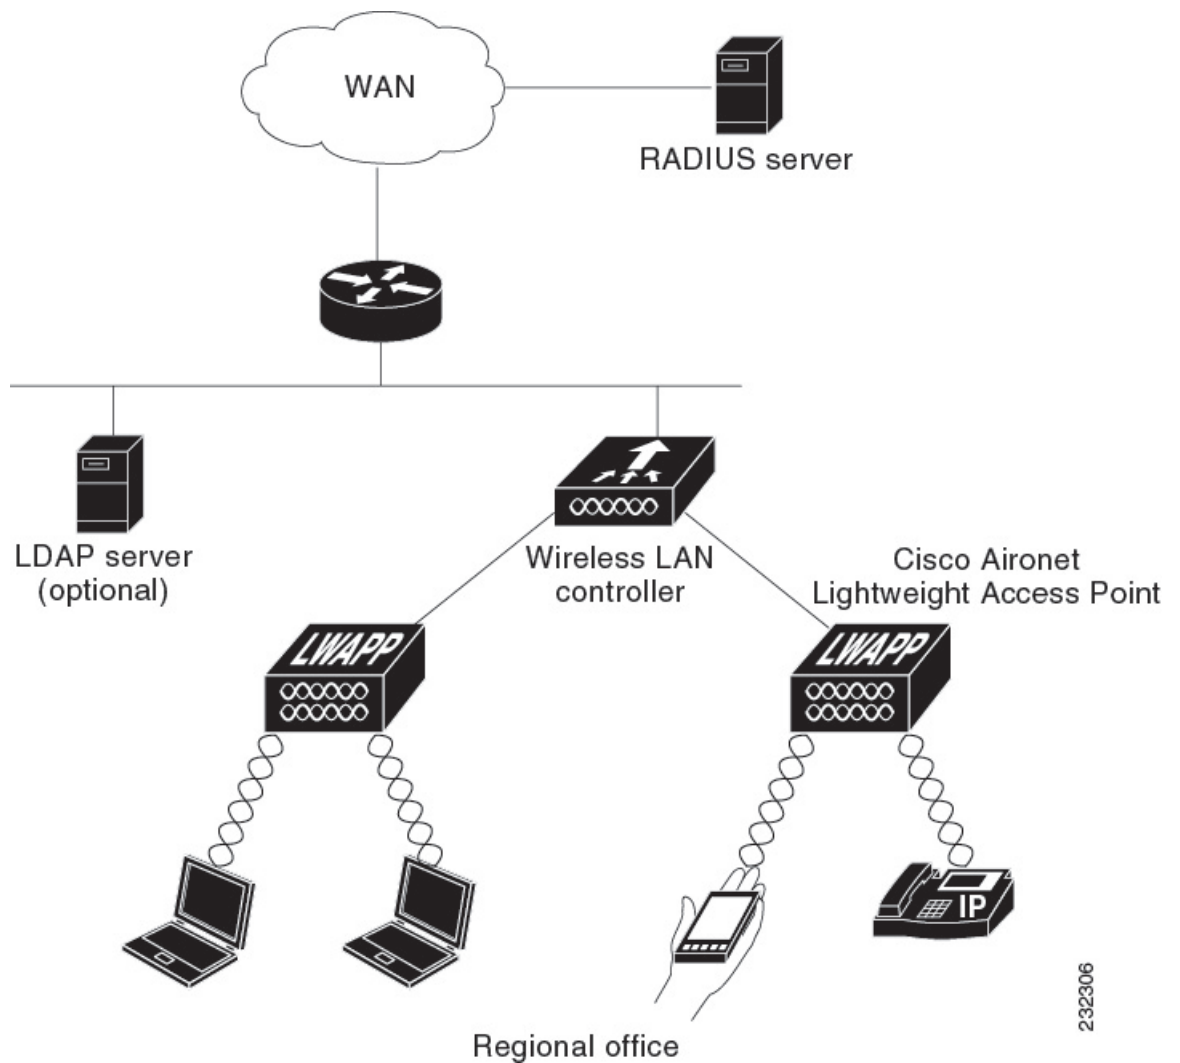 WAN
RADIUS server
LDAP server
(optional)
Wireless LAN
controller
Cisco Aironet
Lightweight Access Point
LWAPP
LWAPP
IP
232306
Regional office